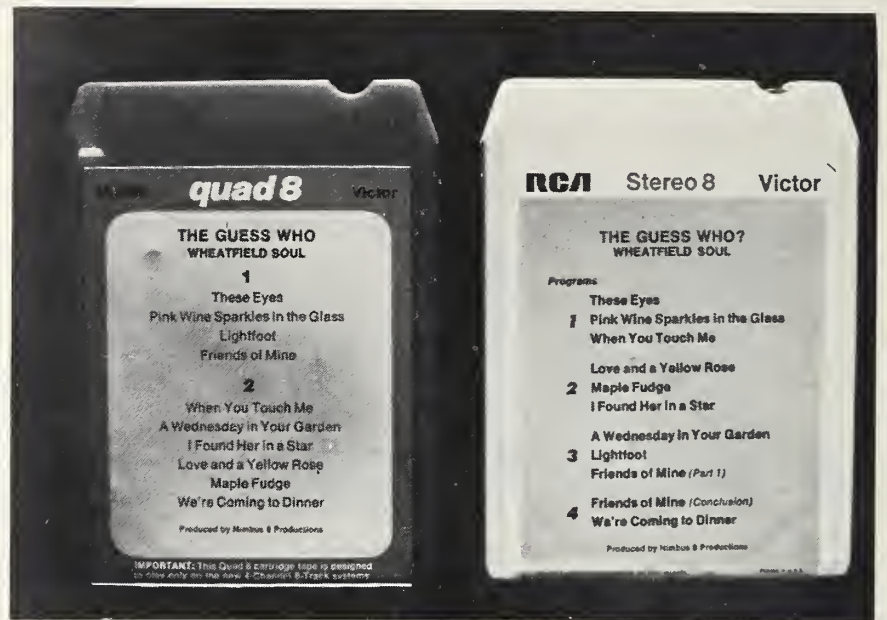 quad 8
Victor
THE GUESS WHO
WHEATFIELD SOUL
1
These Eyes
Pink Wine Sparkles in the Glass
Lightfoot
Friends of Mine
2
When You Touch Me
A Wednesday in Your Garden
I Found Her in a Star
Love and a Yellow Rose
Maple Fudge
We're Coming to Dinner
Produced by Nimbus 9 Productions
IMPORTANT: This Quad 8 cartridge tape is designed
to play only on the new 4-Channel 8-Track systems
RCA Stereo 8 Victor
THE GUESS WHO?
WHEATFIELD SOUL
Programs
These Eyes
1 Pink Wine Sparkles in the Glass
When You Touch Me
Love and a Yellow Rose
2 Maple Fudge
I Found Her in a Star
A Wednesday in Your Garden
3 Lightfoot
Friends of Mine (Part 1)
Friends of Mine (Conclusion)
4
We're Coming to Dinner
Produced by Nimbus 9 Productions